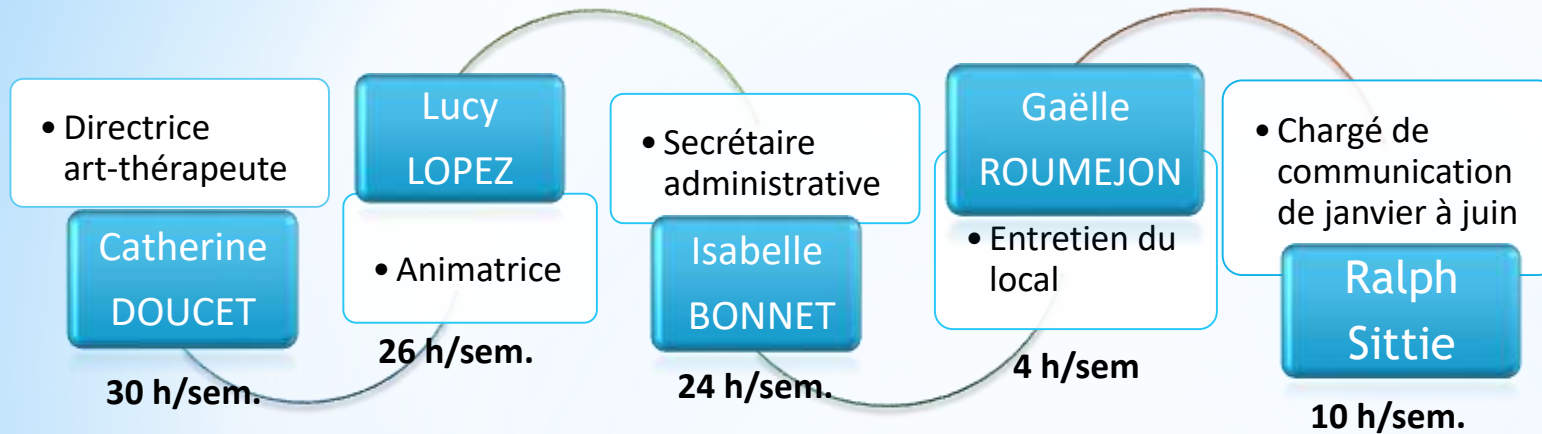 • Directrice
art-thérapeute
Catherine
DOUCET
30 h/sem.
Lucy
LOPEZ
• Animatrice
26 h/sem.
• Secrétaire
administrative
Isabelle
BONNET
24 h/sem.
Gaëlle
ROUMEJON
• Entretien du
local
4 h/sem
• Chargé de
communication
de janvier à juin
Ralph
Sittie
10 h/sem.